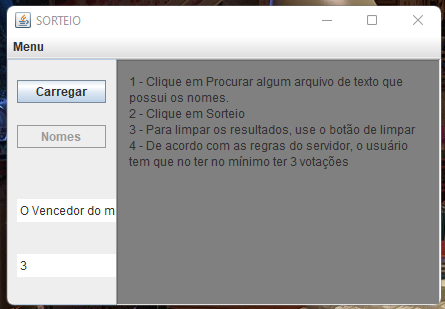 SORTEIO
Menu
Carregar
Nomes
O Vencedor do m
3
1 - Clique em Procurar algum arquivo de texto que
possui os nomes.
2 - Clique em Sorteio
3 - Para limpar os resultados, use o botão de limpar
4 - De acordo com as regras do servidor, o usuário
tem que no ter no mínimo ter 3 votações